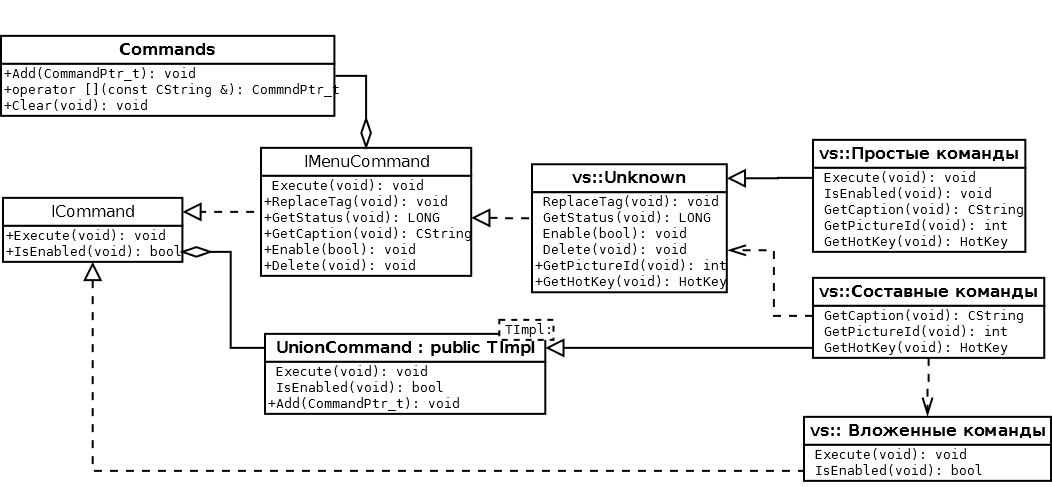 Commands
+Add(CommandPtr_t): void
+operator [](const CString &): CommndPtr_t
+Clear(void): void
IMenuCommand
Execute(void): void
+ReplaceTag(void): void
+GetStatus(void): LONG
+GetCaption(void): CString
+Enable(bool): void
+Delete(void): void
ICommand
+Execute(void): void
+IsEnabled(void): bool
vs::Unknown
ReplaceTag(void): void
GetStatus(void): LONG
Enable(bool): void
Delete(void): void
+GetPictureId(void): int
+GetHotKey(void): HotKey
vs::Простые команды
Execute(void): void
IsEnabled(void): void
GetCaption(void): CString
GetPictureId(void): int
GetHotKey(void): HotKey
vs::Составные команды
GetCaption(void): CString
GetPictureId(void): int
GetHotKey(void): HotKey
TImpl:
UnionCommand : public TImpl
Execute(void): void
IsEnabled(void): bool
+Add(CommandPtr_t): void
vs:: Вложенные команды
Execute(void): void
IsEnabled(void): bool